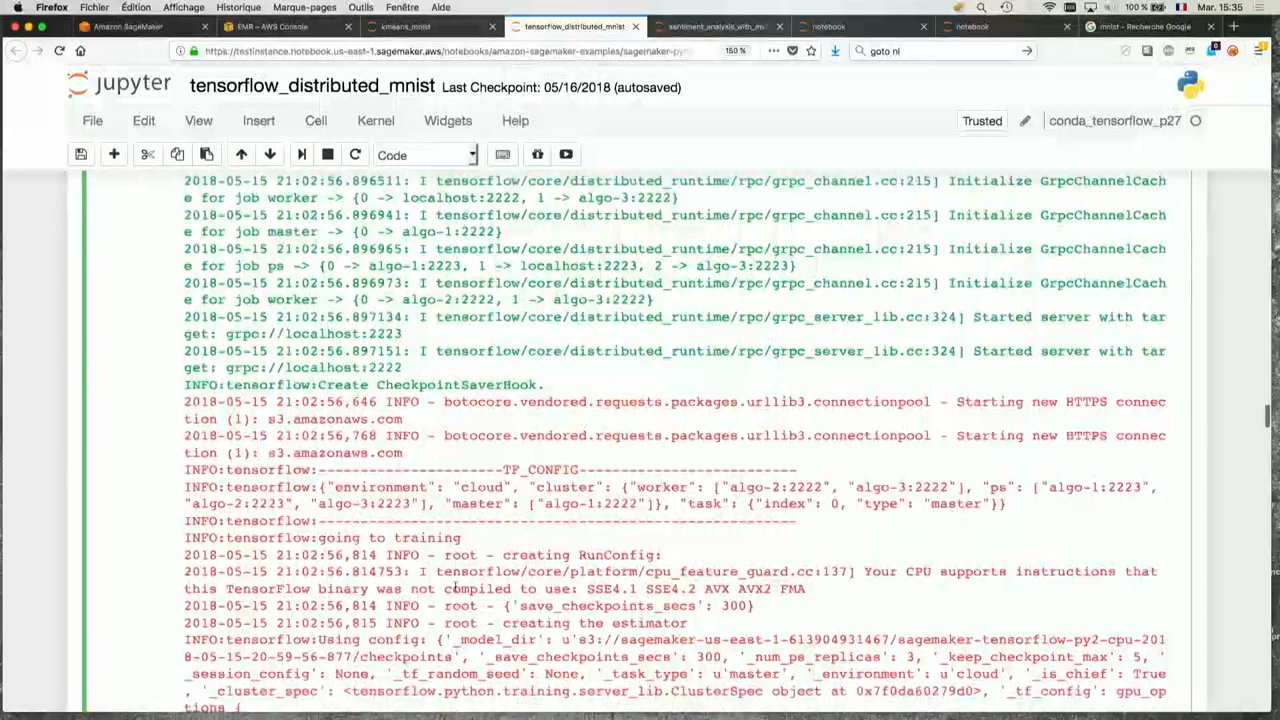 Firefox Fichier Édition Affichage Historique Marque-pages Outils Fenêtre Aide 100 % Mar. 15:35
Amazon SageMaker
EMR – AWS Console
kmeans_mnist
tensorflow_distributed_mnist
sentiment_analysis_with_m
notebook
notebook
mnist - Recherche Google
https://testinstance.notebook.us-east-1.sagemaker.aws/notebooks/amazon-sagemaker-examples/sagemaker-py
150 %
goto ni
jupyter tensorflow_distributed_mnist Last Checkpoint: 05/16/2018 (autosaved)
File Edit View Insert Cell Kernel Widgets Help Trusted conda_tensorflow_p27
Code
2018-05-15 21:02:56.896511: I tensorflow/core/distributed_runtime/rpc/grpc_channel.cc:215] Initialize GrpcChannelCach
e for job worker -> {0 -> localhost:2222, 1 -> algo-3:2222}
2018-05-15 21:02:56.896941: I tensorflow/core/distributed_runtime/rpc/grpc_channel.cc:215] Initialize GrpcChannelCach
e for job master -> {0 -> algo-1:2222}
2018-05-15 21:02:56.896965: I tensorflow/core/distributed_runtime/rpc/grpc_channel.cc:215] Initialize GrpcChannelCach
e for job ps -> {0 -> algo-1:2223, 1 -> localhost:2223, 2 -> algo-3:2223}
2018-05-15 21:02:56.896973: I tensorflow/core/distributed_runtime/rpc/grpc_channel.cc:215] Initialize GrpcChannelCach
e for job worker -> {0 -> algo-2:2222, 1 -> algo-3:2222}
2018-05-15 21:02:56.897134: I tensorflow/core/distributed_runtime/rpc/grpc_server_lib.cc:324] Started server with tar
get: grpc://localhost:2223
2018-05-15 21:02:56.897151: I tensorflow/core/distributed_runtime/rpc/grpc_server_lib.cc:324] Started server with tar
get: grpc://localhost:2222
INFO:tensorflow:Create CheckpointSaverHook.
2018-05-15 21:02:56,646 INFO - botocore.vendored.requests.packages.urllib3.connectionpool - Starting new HTTPS connec
tion (1): s3.amazonaws.com
2018-05-15 21:02:56,768 INFO - botocore.vendored.requests.packages.urllib3.connectionpool - Starting new HTTPS connec
tion (1): s3.amazonaws.com
INFO:tensorflow:----------------------TF_CONFIG--------------------------
INFO:tensorflow:{"environment": "cloud", "cluster": {"worker": ["algo-2:2222", "algo-3:2222"], "ps": ["algo-1:2223",
"algo-2:2223", "algo-3:2223"], "master": ["algo-1:2222"]}, "task": {"index": 0, "type": "master"}}
INFO:tensorflow:---------------------------------------------------------
INFO:tensorflow:going to training
2018-05-15 21:02:56,814 INFO - root - creating RunConfig:
2018-05-15 21:02:56.814753: I tensorflow/core/platform/cpu_feature_guard.cc:137] Your CPU supports instructions that
this TensorFlow binary was not compiled to use: SSE4.1 SSE4.2 AVX AVX2 FMA
2018-05-15 21:02:56,814 INFO - root - {'save_checkpoints_secs': 300}
2018-05-15 21:02:56,815 INFO - root - creating the estimator
INFO:tensorflow:Using config: {'_model_dir': u's3://sagemaker-us-east-1-613904931467/sagemaker-tensorflow-py2-cpu-201
8-05-15-20-59-56-877/checkpoints', '_save_checkpoints_secs': 300, '_num_ps_replicas': 3, '_keep_checkpoint_max': 5, '
_session_config': None, '_tf_random_seed': None, '_task_type': u'master', '_environment': u'cloud', '_is_chief': True
, '_cluster_spec': <tensorflow.python.training.server_lib.ClusterSpec object at 0x7f0da60279d0>, '_tf_config': gpu_op
tions {